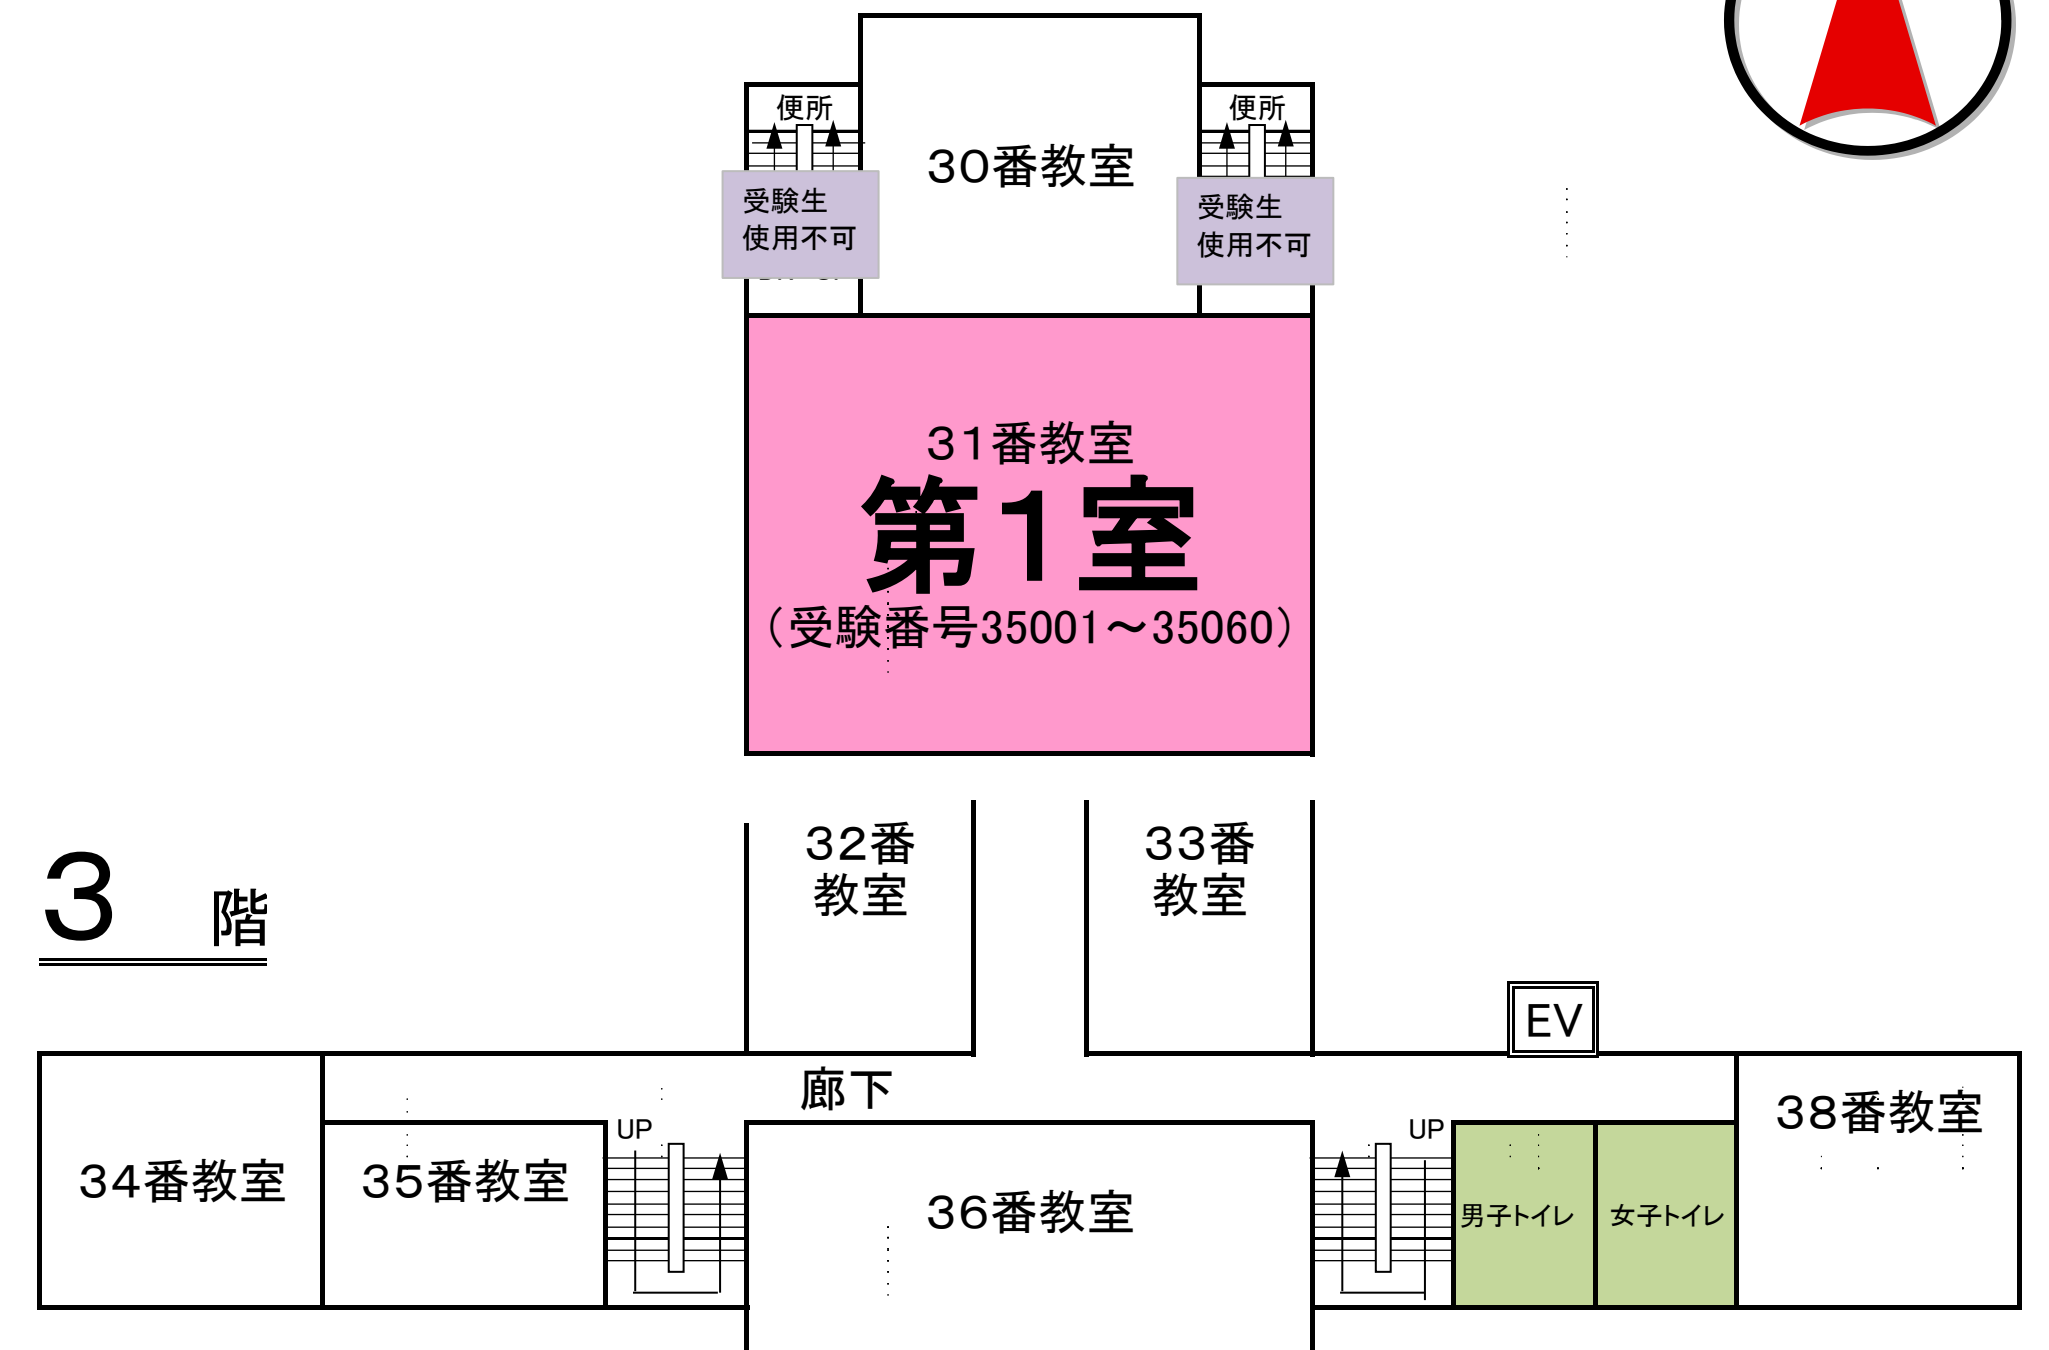 便所
便所
30番教室
受験生
使用不可
受験生
使用不可
31番教室
第1室
（受験番号35001～35060）
32番
教室
33番
教室
3 階
EV
廊下
UP
UP
38番教室
34番教室
35番教室
36番教室
男子トイレ
女子トイレ